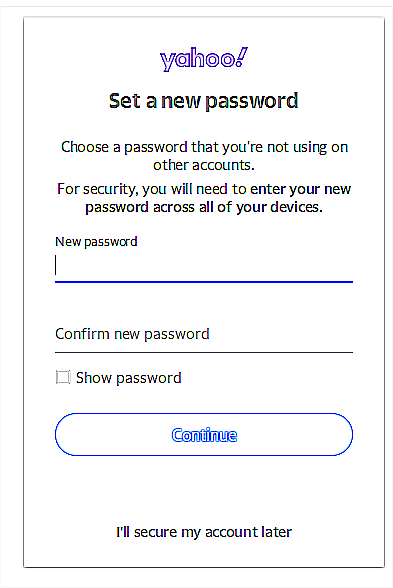 yahoo!
Set a new password
Choose a password that you're not using on
other accounts.
For security, you will need to enter your new
password across all of your devices.
New password
Confirm new password
Show password
Continue
I'll secure my account later